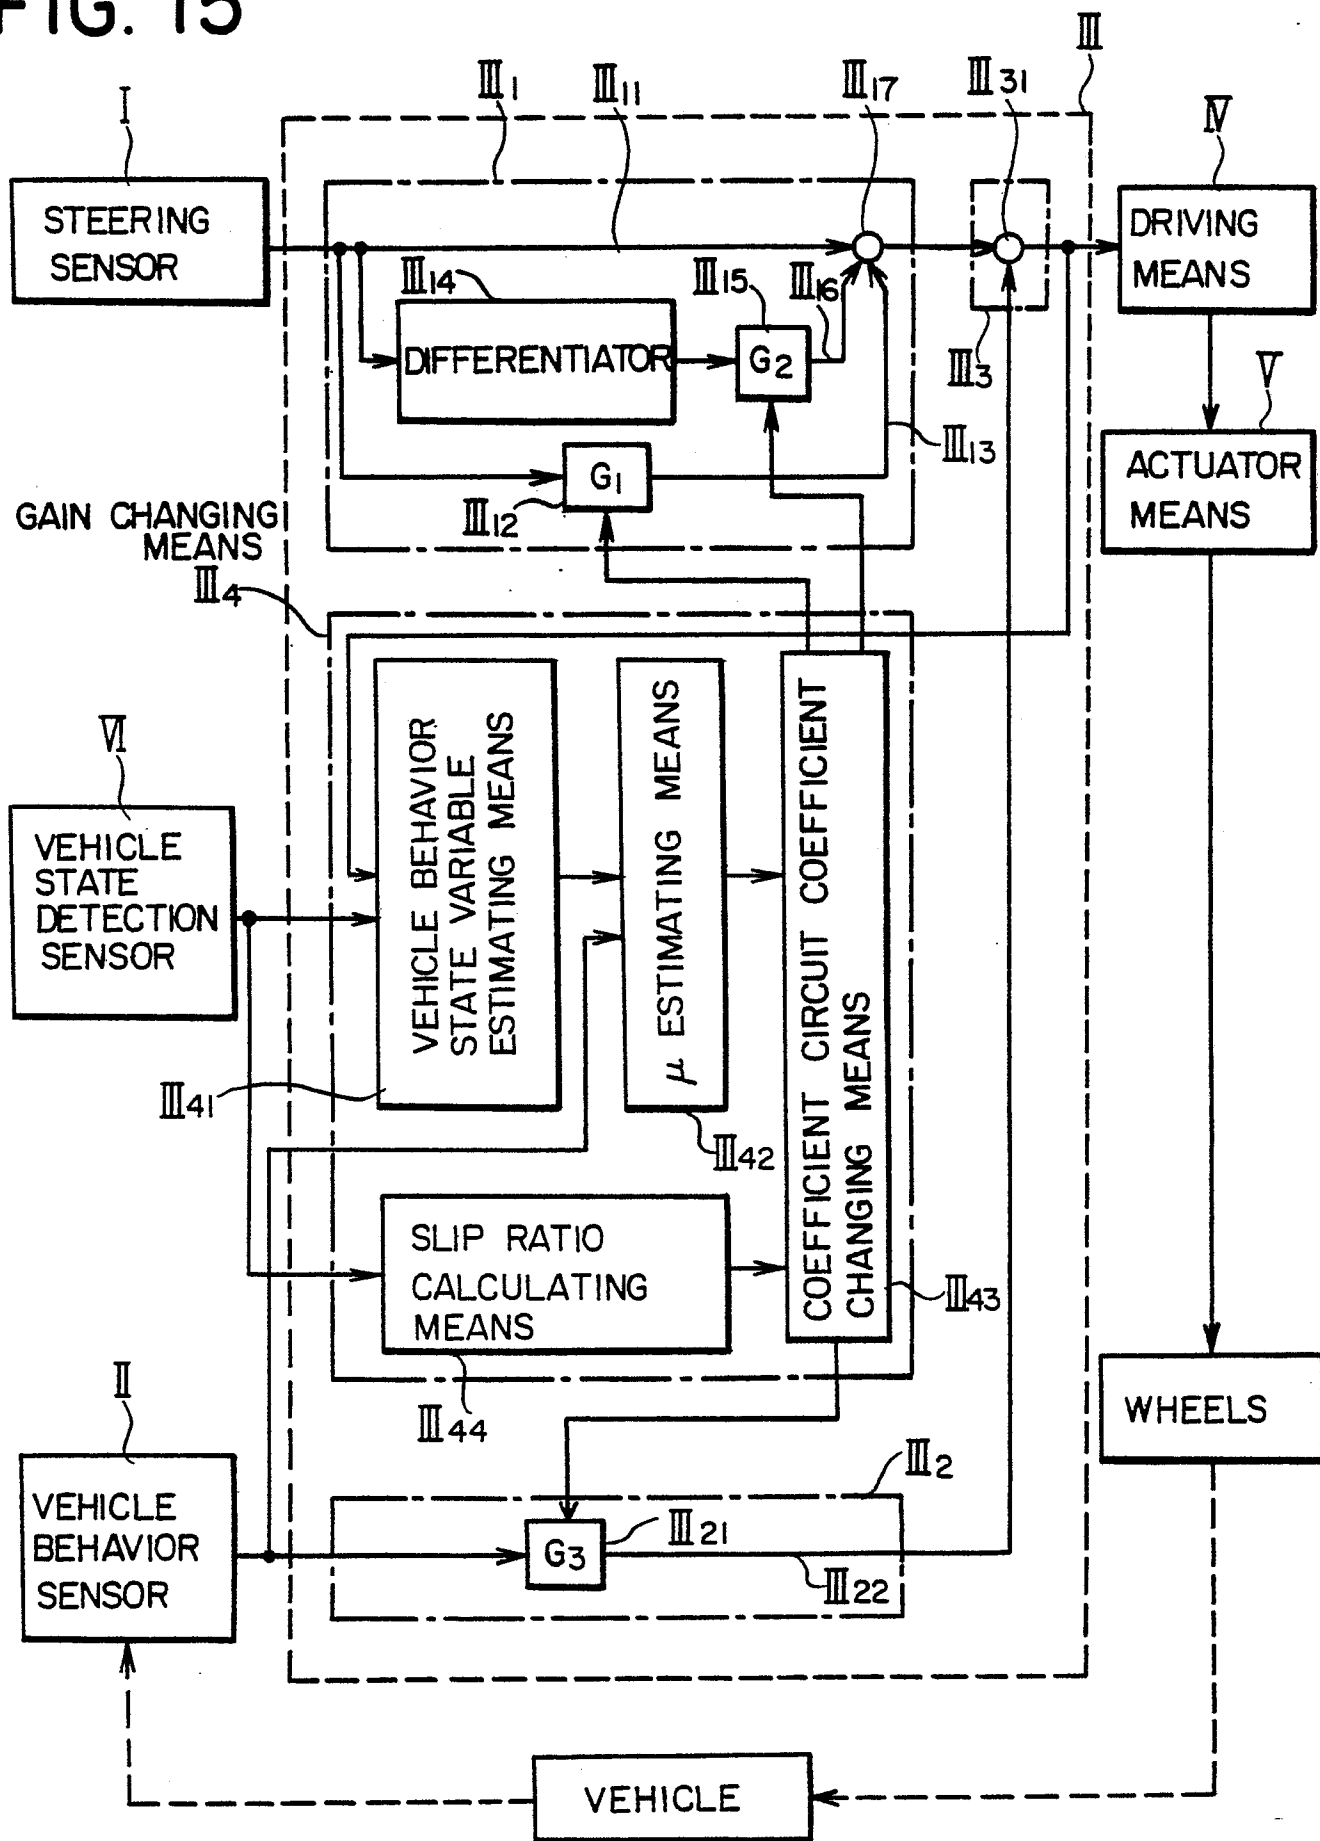 FIG. 15
III
III1
III11
III17
III31
I
IV
STEERING
SENSOR
DRIVING
MEANS
III14
III15
III16
DIFFERENTIATOR
G2
III3
V
III13
G1
III12
ACTUATOR
MEANS
GAIN CHANGING
MEANS
III4
VI
VEHICLE
STATE
DETECTION
SENSOR
VEHICLE BEHAVIOR
STATE VARIABLE
ESTIMATING MEANS
μ ESTIMATING MEANS
COEFFICIENT CIRCUIT COEFFICIENT
CHANGING MEANS
III41
III42
SLIP RATIO
CALCULATING
MEANS
III43
III44
II
WHEELS
III2
VEHICLE
BEHAVIOR
SENSOR
G3
III21
III22
VEHICLE